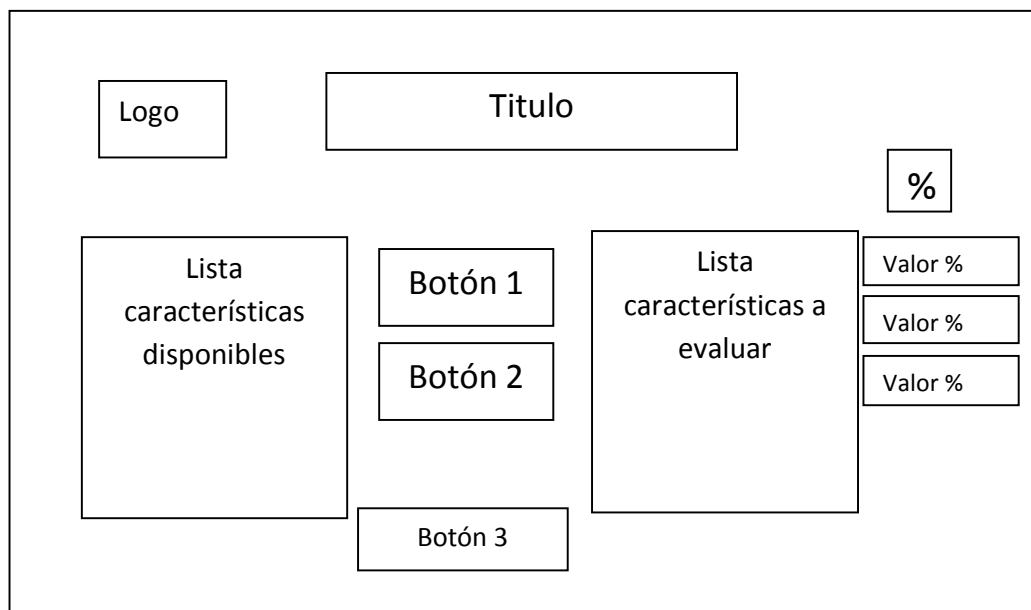 Logo
Titulo
%
Lista
características
disponibles
Botón 1
Botón 2
Lista
características a
evaluar
Valor %
Valor %
Valor %
Botón 3